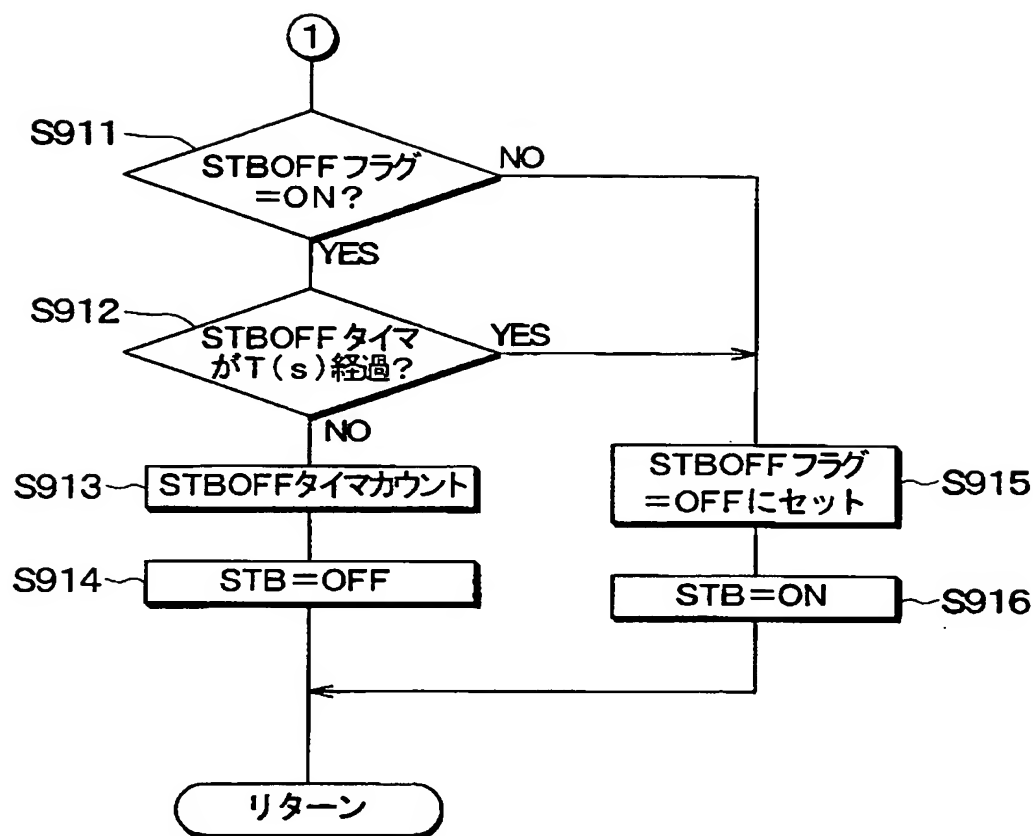 1
S911
STBOFFフラグ
=ON?
NO
YES
S912
STBOFFタイマ
がT(s)経過?
YES
NO
S913
STBOFFタイマカウント
S914
STB=OFF
STBOFFフラグ
=OFFにセット
S915
STB=ON
S916
リターン